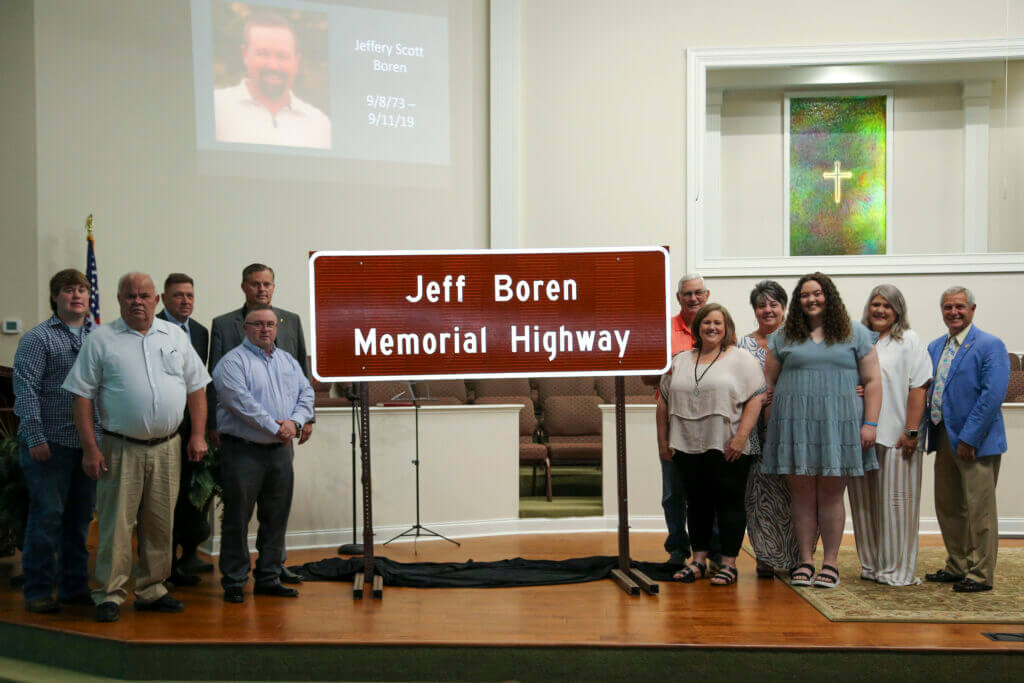 Jeffery Scott
Boren
9/8/73 –
9/11/19
Jeff Boren
Memorial Highway